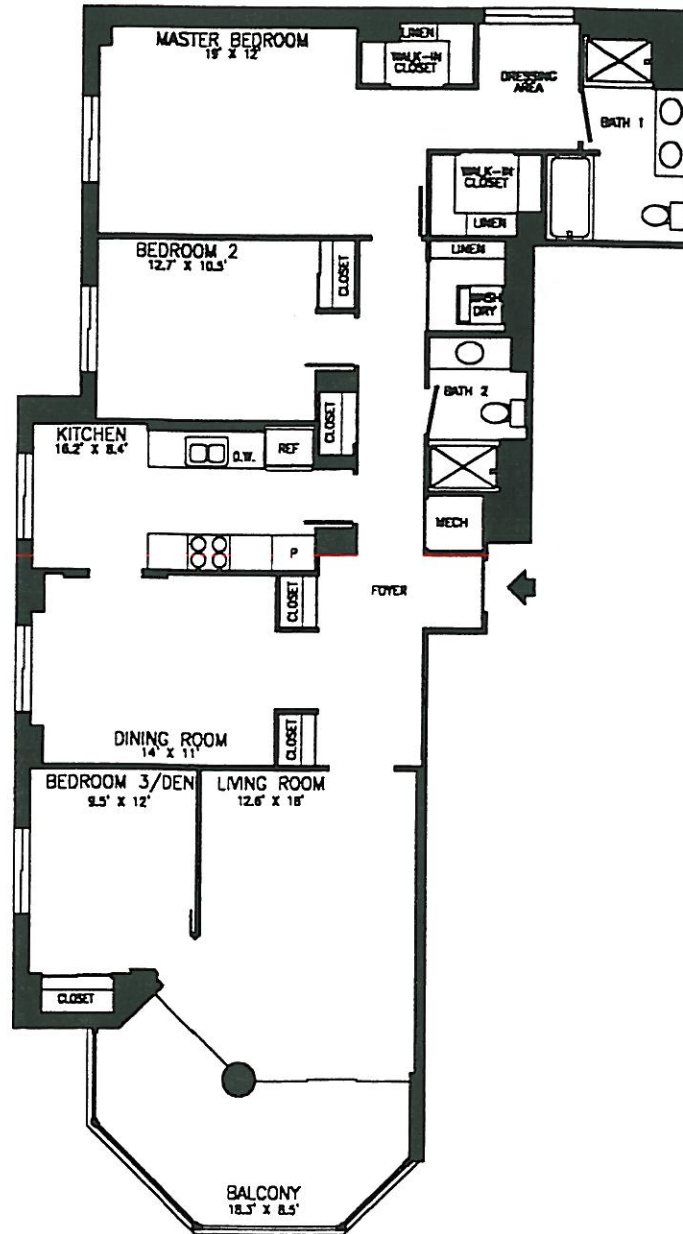 MASTER BEDROOM
19' X 12'
LINEN
WALK-IN
CLOSET
DRESSING
AREA
BATH 1
WALK-IN
CLOSET
LINEN
BEDROOM 2
12.7' X 10.5'
CLOSET
LINEN
WASH
DRY
BATH 2
CLOSET
KITCHEN
16.2' X 8.4'
D.W.
REF
MECH
P
FOYER
CLOSET
CLOSET
DINING ROOM
14' X 11'
BEDROOM 3/DEN
9.5' X 12'
LIVING ROOM
12.6' X 18'
CLOSET
BALCONY
18.3' X 8.5'